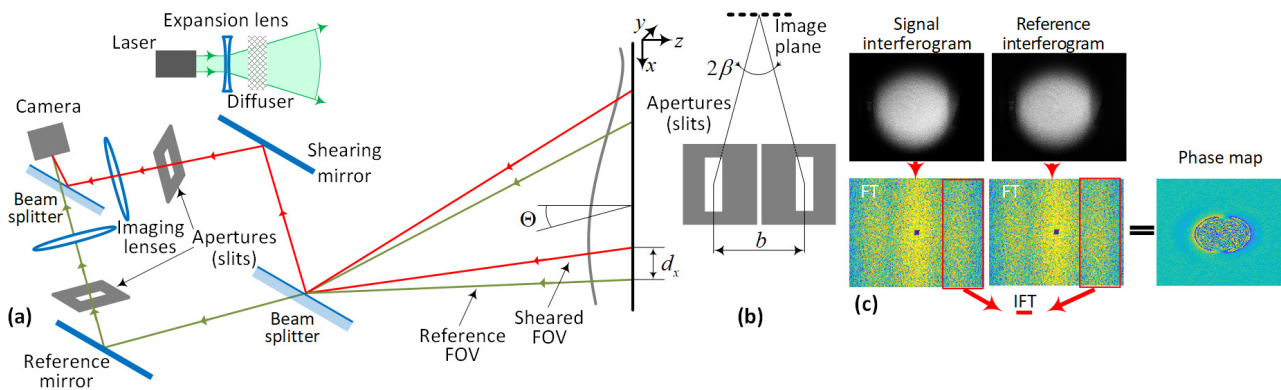 Expansion lens
Laser
Diffuser
Camera
Shearing
mirror
Beam
splitter
Imaging
lenses
Apertures
(slits)
(a)
Reference
mirror
Beam
splitter
Reference
FOV
Sheared
FOV
Θ
dx
y
z
x
Image
plane
2β
Apertures
(slits)
b
(b)
Signal
interferogram
Reference
interferogram
FT
FT
IFT
(c)
Phase map
=